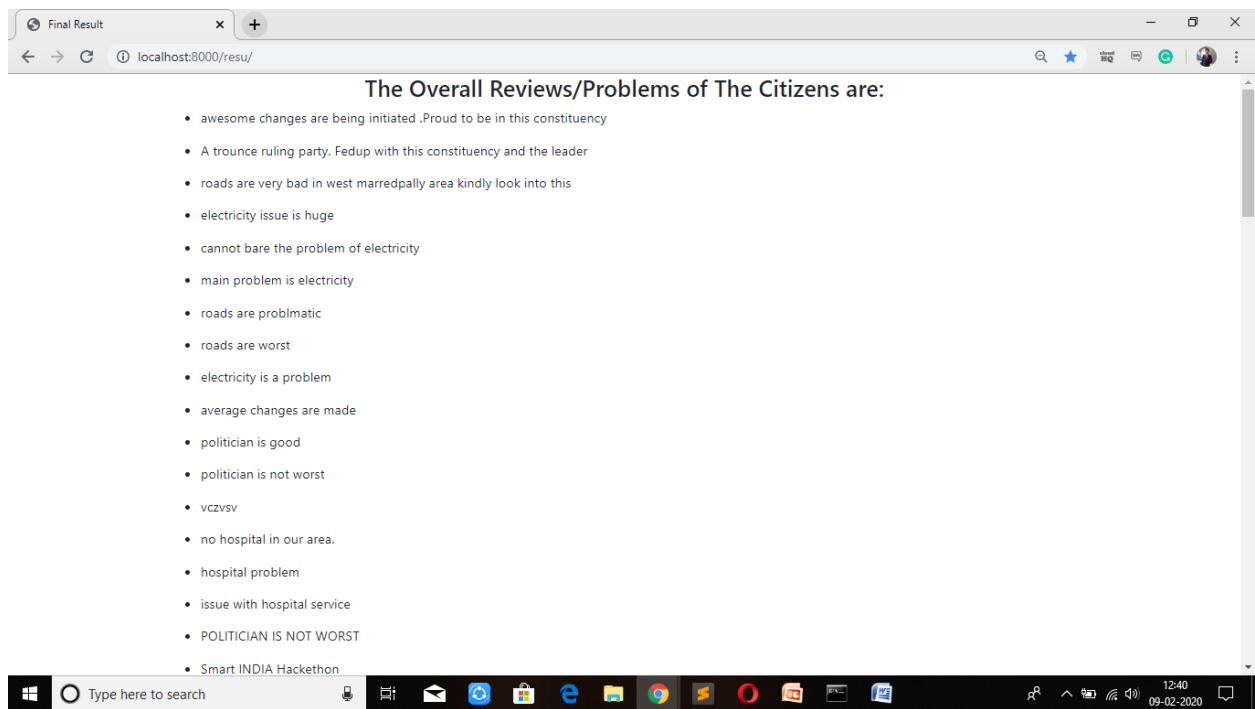 Final Result
localhost:8000/resu/
cloud
HQ
The Overall Reviews/Problems of The Citizens are:
• awesome changes are being initiated .Proud to be in this constituency
• A trounce ruling party. Fedup with this constituency and the leader
• roads are very bad in west marredpally area kindly look into this
• electricity issue is huge
• cannot bare the problem of electricity
• main problem is electricity
• roads are problmatic
• roads are worst
• electricity is a problem
• average changes are made
• politician is good
• politician is not worst
• vczvsv
• no hospital in our area.
• hospital problem
• issue with hospital service
• POLITICIAN IS NOT WORST
• Smart INDIA Hackethon
Type here to search
12:40
09-02-2020